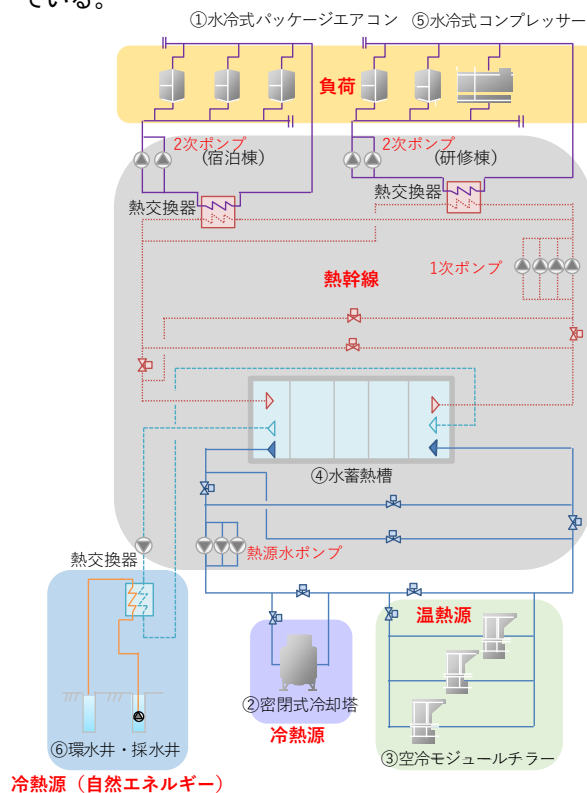 ている。
①水冷式パッケージエアコン ⑤水冷式コンプレッサー
負荷
2次ポンプ 2次ポンプ
(宿泊棟) (研修棟)
熱交換器 熱交換器
1次ポンプ
熱幹線
④水蓄熱槽
熱源水ポンプ
熱交換器
温熱源
②密閉式冷却塔
冷熱源
③空冷モジュールチラー
⑥環水井・採水井
冷熱源（自然エネルギー）